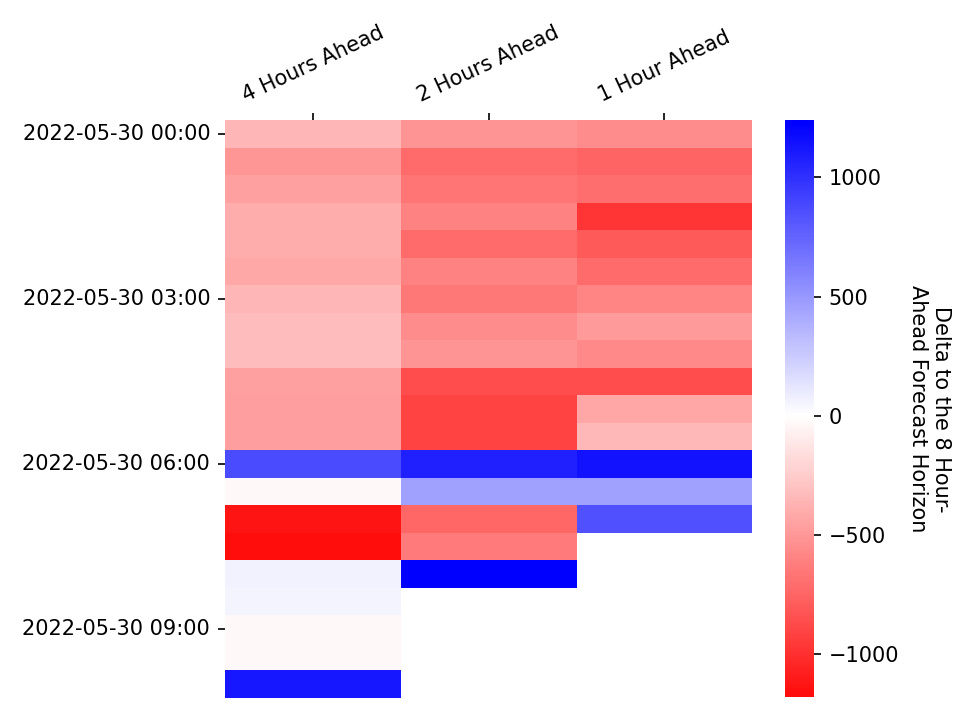 4 Hours Ahead
2 Hours Ahead
1 Hour Ahead
2022-05-30 00:00
2022-05-30 03:00
2022-05-30 06:00
2022-05-30 09:00
1000
500
0
−500
−1000
Delta to the 8 Hour-
Ahead Forecast Horizon